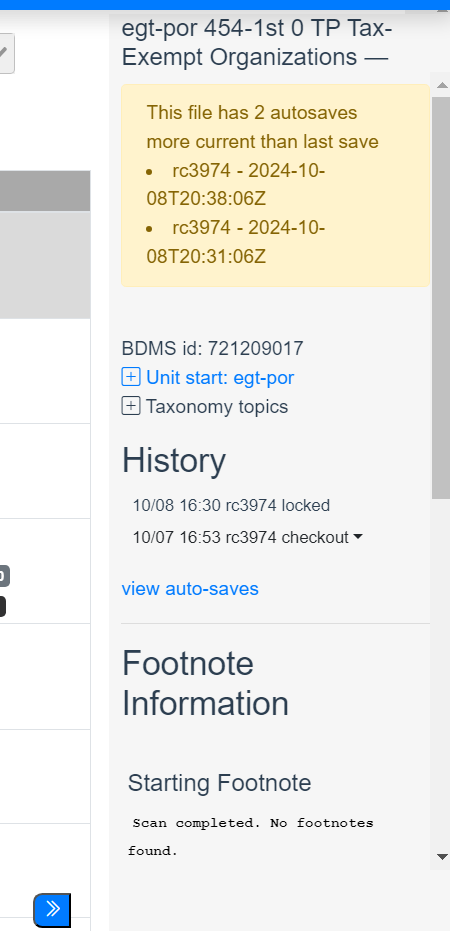 egt-por 454-1st 0 TP Tax-
Exempt Organizations —
This file has 2 autosaves
more current than last save
• rc3974 - 2024-10-
08T20:38:06Z
• rc3974 - 2024-10-
08T20:31:06Z
BDMS id: 721209017
Unit start: egt-por
Taxonomy topics
History
10/08 16:30 rc3974 locked
10/07 16:53 rc3974 checkout
view auto-saves
Footnote
Information
Starting Footnote
Scan completed. No footnotes
found.